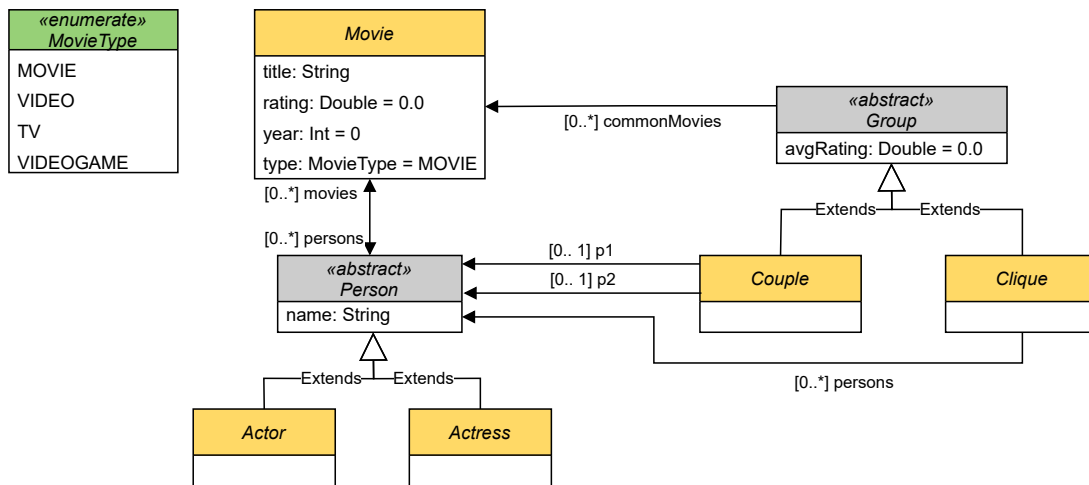 «enumerate»
MovieType
MOVIE
VIDEO
TV
VIDEOGAME
Movie
title: String
rating: Double = 0.0
year: Int = 0
type: MovieType = MOVIE
[0..*] commonMovies
«abstract»
Group
avgRating: Double = 0.0
[0..*] movies
[0..*] persons
Extends
Extends
«abstract»
Person
name: String
[0.. 1] p1
[0.. 1] p2
Couple
Clique
[0..*] persons
Extends
Extends
Actor
Actress